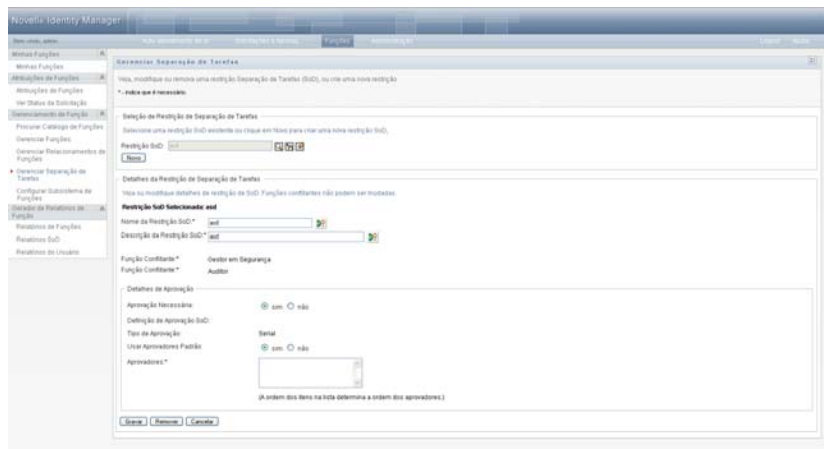 Novell® Identity Manager
Bem-vindo, admin
Funções
Administração
Logout
Ajuda
Minhas Funções
Minhas Funções
Atribuições de Funções
Atribuições de Funções
Ver Status da Solicitação
Gerenciamento de Função
Procurar Catálogo de Funções
Gerenciar Funções
Gerenciar Relacionamentos de Funções
Gerenciar Separação de Tarefas
Configurar Subsistema de Funções
Geração de Relatórios de Função
Relatórios de Funções
Relatórios SoD
Relatórios do Usuário
Gerenciar Separação de Tarefas
Veja, modifique ou remova uma restrição Separação de Tarefas (SoD), ou crie uma nova restrição
* - indica que é necessário.
Seleção de Restrição de Separação de Tarefas
Selecione uma restrição SoD existente ou clique em Novo para criar uma nova restrição SoD.
Restrição SoD: asd
Novo
Detalhes da Restrição de Separação de Tarefas
Veja ou modifique detalhes de restrição de SoD. Funções conflitantes não podem ser mudadas.
Restrição SoD Selecionada: asd
Nome da Restrição SoD:* asd
Descrição da Restrição SoD:* asd
Função Conflitante:* Gestor em Segurança
Função Conflitante:* Auditor
Detalhes de Aprovação
Aprovação Necessária: sim não
Definição de Aprovação SoD:
Tipo de Aprovação: Serial
Usar Aprovadores Padrão: sim não
Aprovadores:*
(A ordem dos itens na lista determina a ordem dos aprovadores.)
Gravar Remover Cancelar